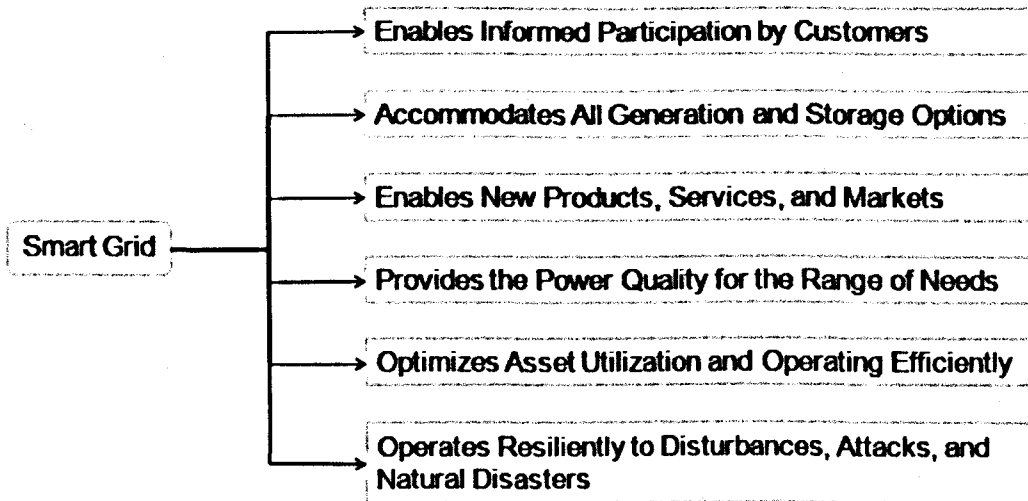 Enables Informed Participation by Customers
Accommodates All Generation and Storage Options
Enables New Products, Services, and Markets
Smart Grid
Provides the Power Quality for the Range of Needs
Optimizes Asset Utilization and Operating Efficiently
Operates Resiliently to Disturbances, Attacks, and
Natural Disasters